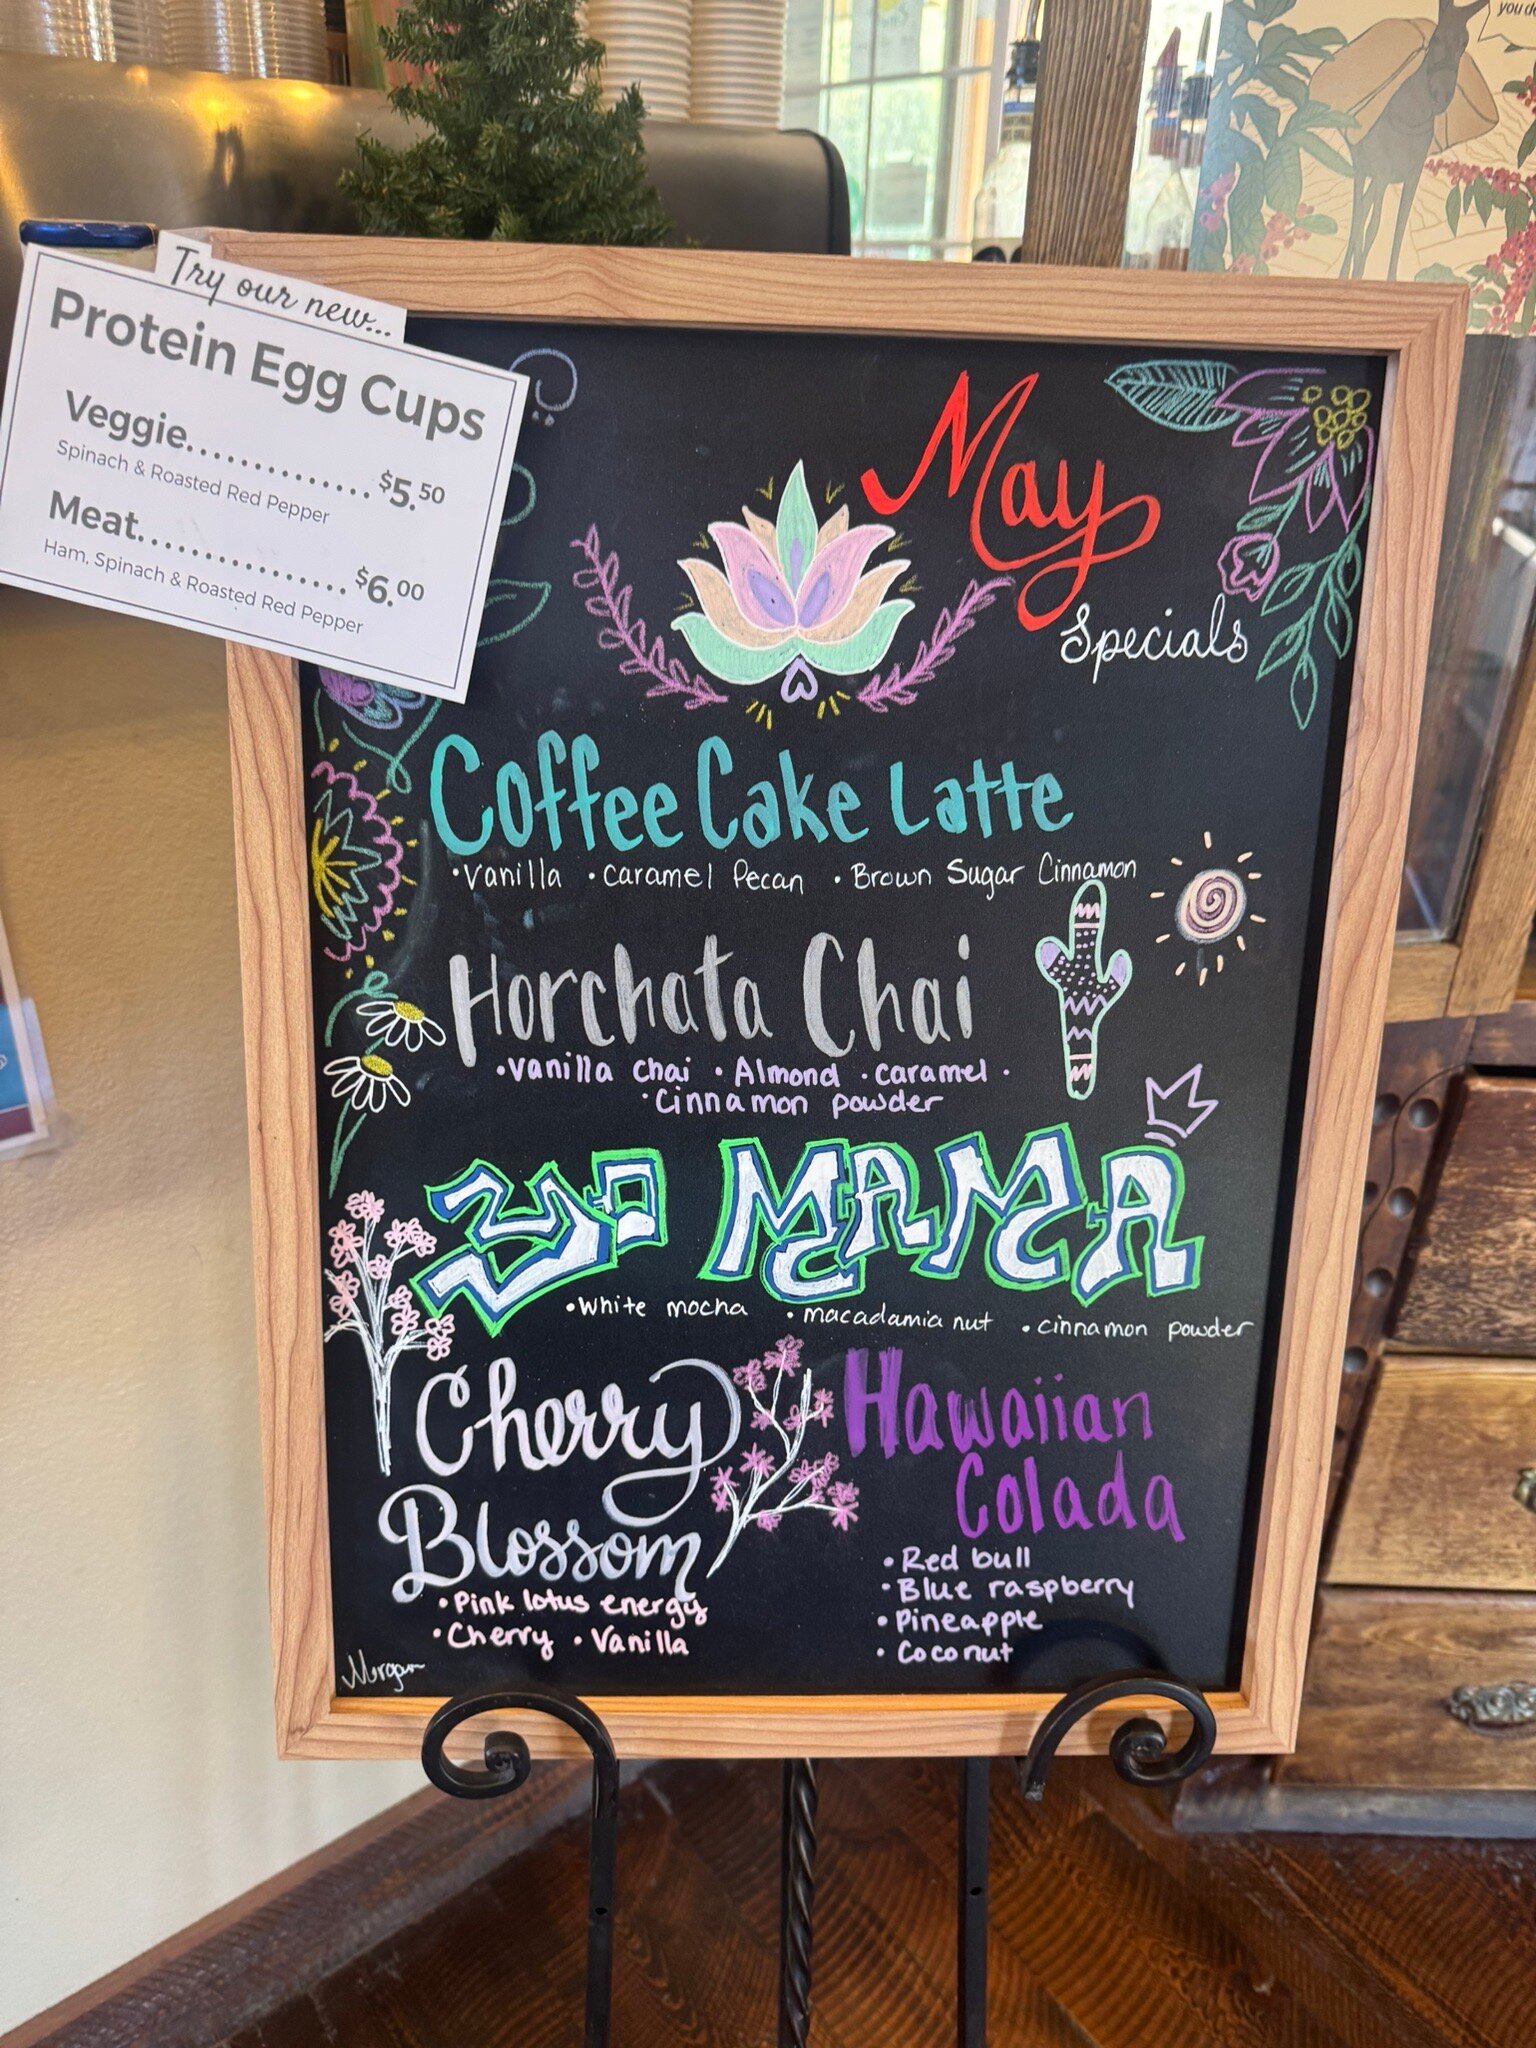 you de
Try our new...
Protein Egg Cups
Veggie............. $5.50
Spinach & Roasted Red Pepper
Meat............... $6.00
Ham, Spinach & Roasted Red Pepper
May
Specials
Coffee Cake Latte
• Vanilla • Caramel Pecan • Brown Sugar Cinnamon
Horchata Chai
• vanilla chai • Almond • caramel •
• Cinnamon powder
YO MAMA
• White mocha • macadamia nut • cinnamon powder
Cherry
Blossom
• Pink lotus energy
• Cherry • Vanilla
Hawaiian
Colada
• Red bull
• Blue raspberry
• Pineapple
• Coconut
Morgan